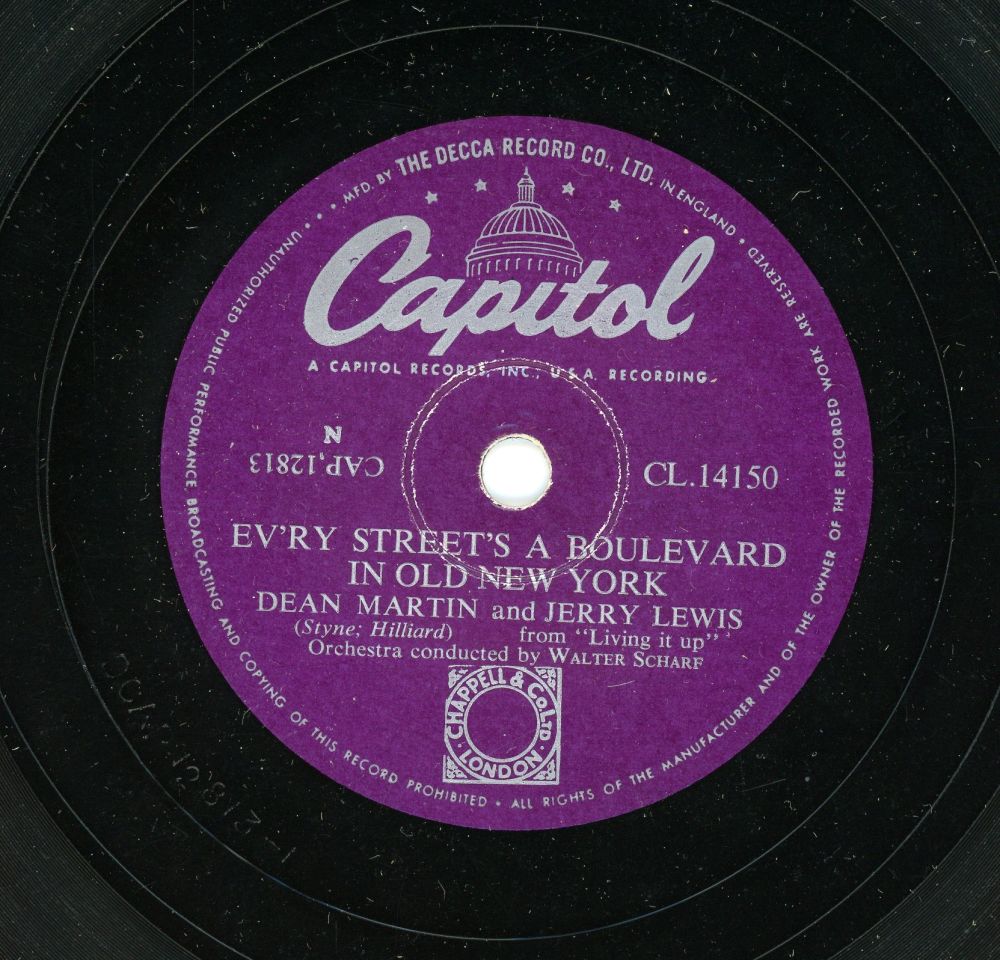 MFD. BY THE DECCA RECORD CO., LTD. IN ENGLAND
Capitol
A CAPITOL RECORDS, INC., U.S.A. RECORDING
N
CAP,12813
CL.14150
EV'RY STREET'S A BOULEVARD
IN OLD NEW YORK
DEAN MARTIN and JERRY LEWIS
(Styne; Hilliard) from "Living it up"
Orchestra conducted by WALTER SCHARF
CHAPPELL & CO. LTD
LONDON
UNAUTHORIZED PUBLIC PERFORMANCE, BROADCASTING AND COPYING OF THIS RECORD PROHIBITED • ALL RIGHTS OF THE MANUFACTURER AND OF THE OWNER OF THE RECORDED WORK ARE RESERVED •